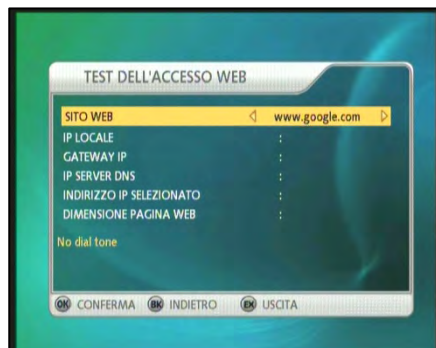 TEST DELL'ACCESSO WEB
SITO WEB www.google.com
IP LOCALE :
GATEWAY IP :
IP SERVER DNS :
INDIRIZZO IP SELEZIONATO :
DIMENSIONE PAGINA WEB :
No dial tone
OK CONFERMA BK INDIETRO EX USCITA